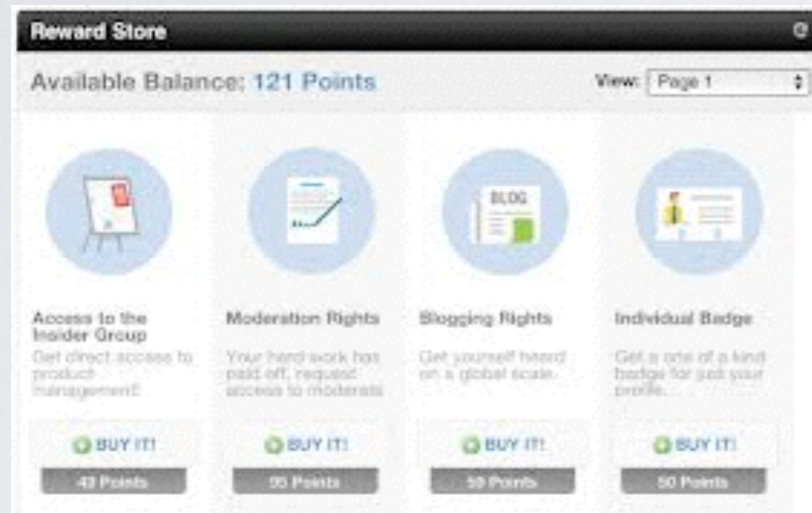 Reward Store
Available Balance: 121 Points
View: Page 1
BLOG
Access to the
Insider Group
Get direct access to
product
management!
BUY IT!
49 Points
Moderation Rights
Your hard work has
paid off, request
access to moderate
BUY IT!
95 Points
Blogging Rights
Get yourself heard
on a global scale.
BUY IT!
59 Points
Individual Badge
Get a one of a kind
badge for just your
profile.
BUY IT!
50 Points